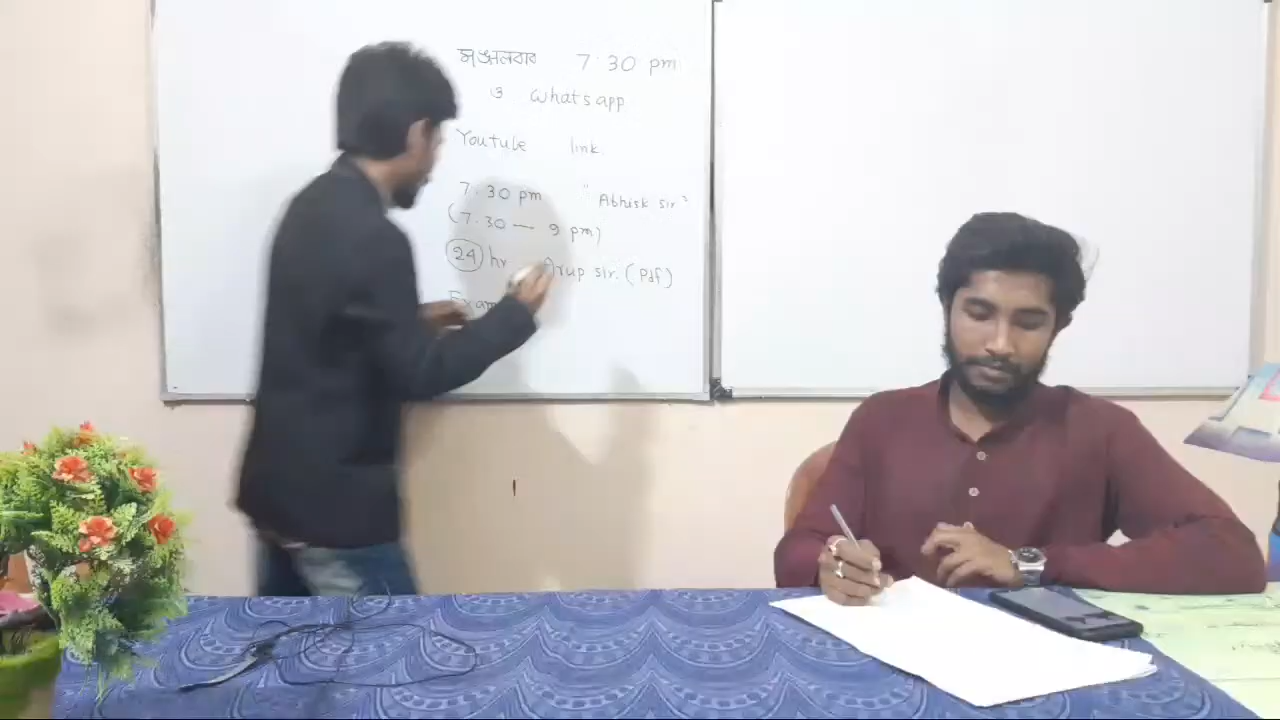 মঙ্গলবার 7:30 pm
ও Whatsapp
Youtube link.
7.30 pm "Abhisk sir"
(7.30 — 9 pm)
24 hr Arup sir. (Pdf)
Exam